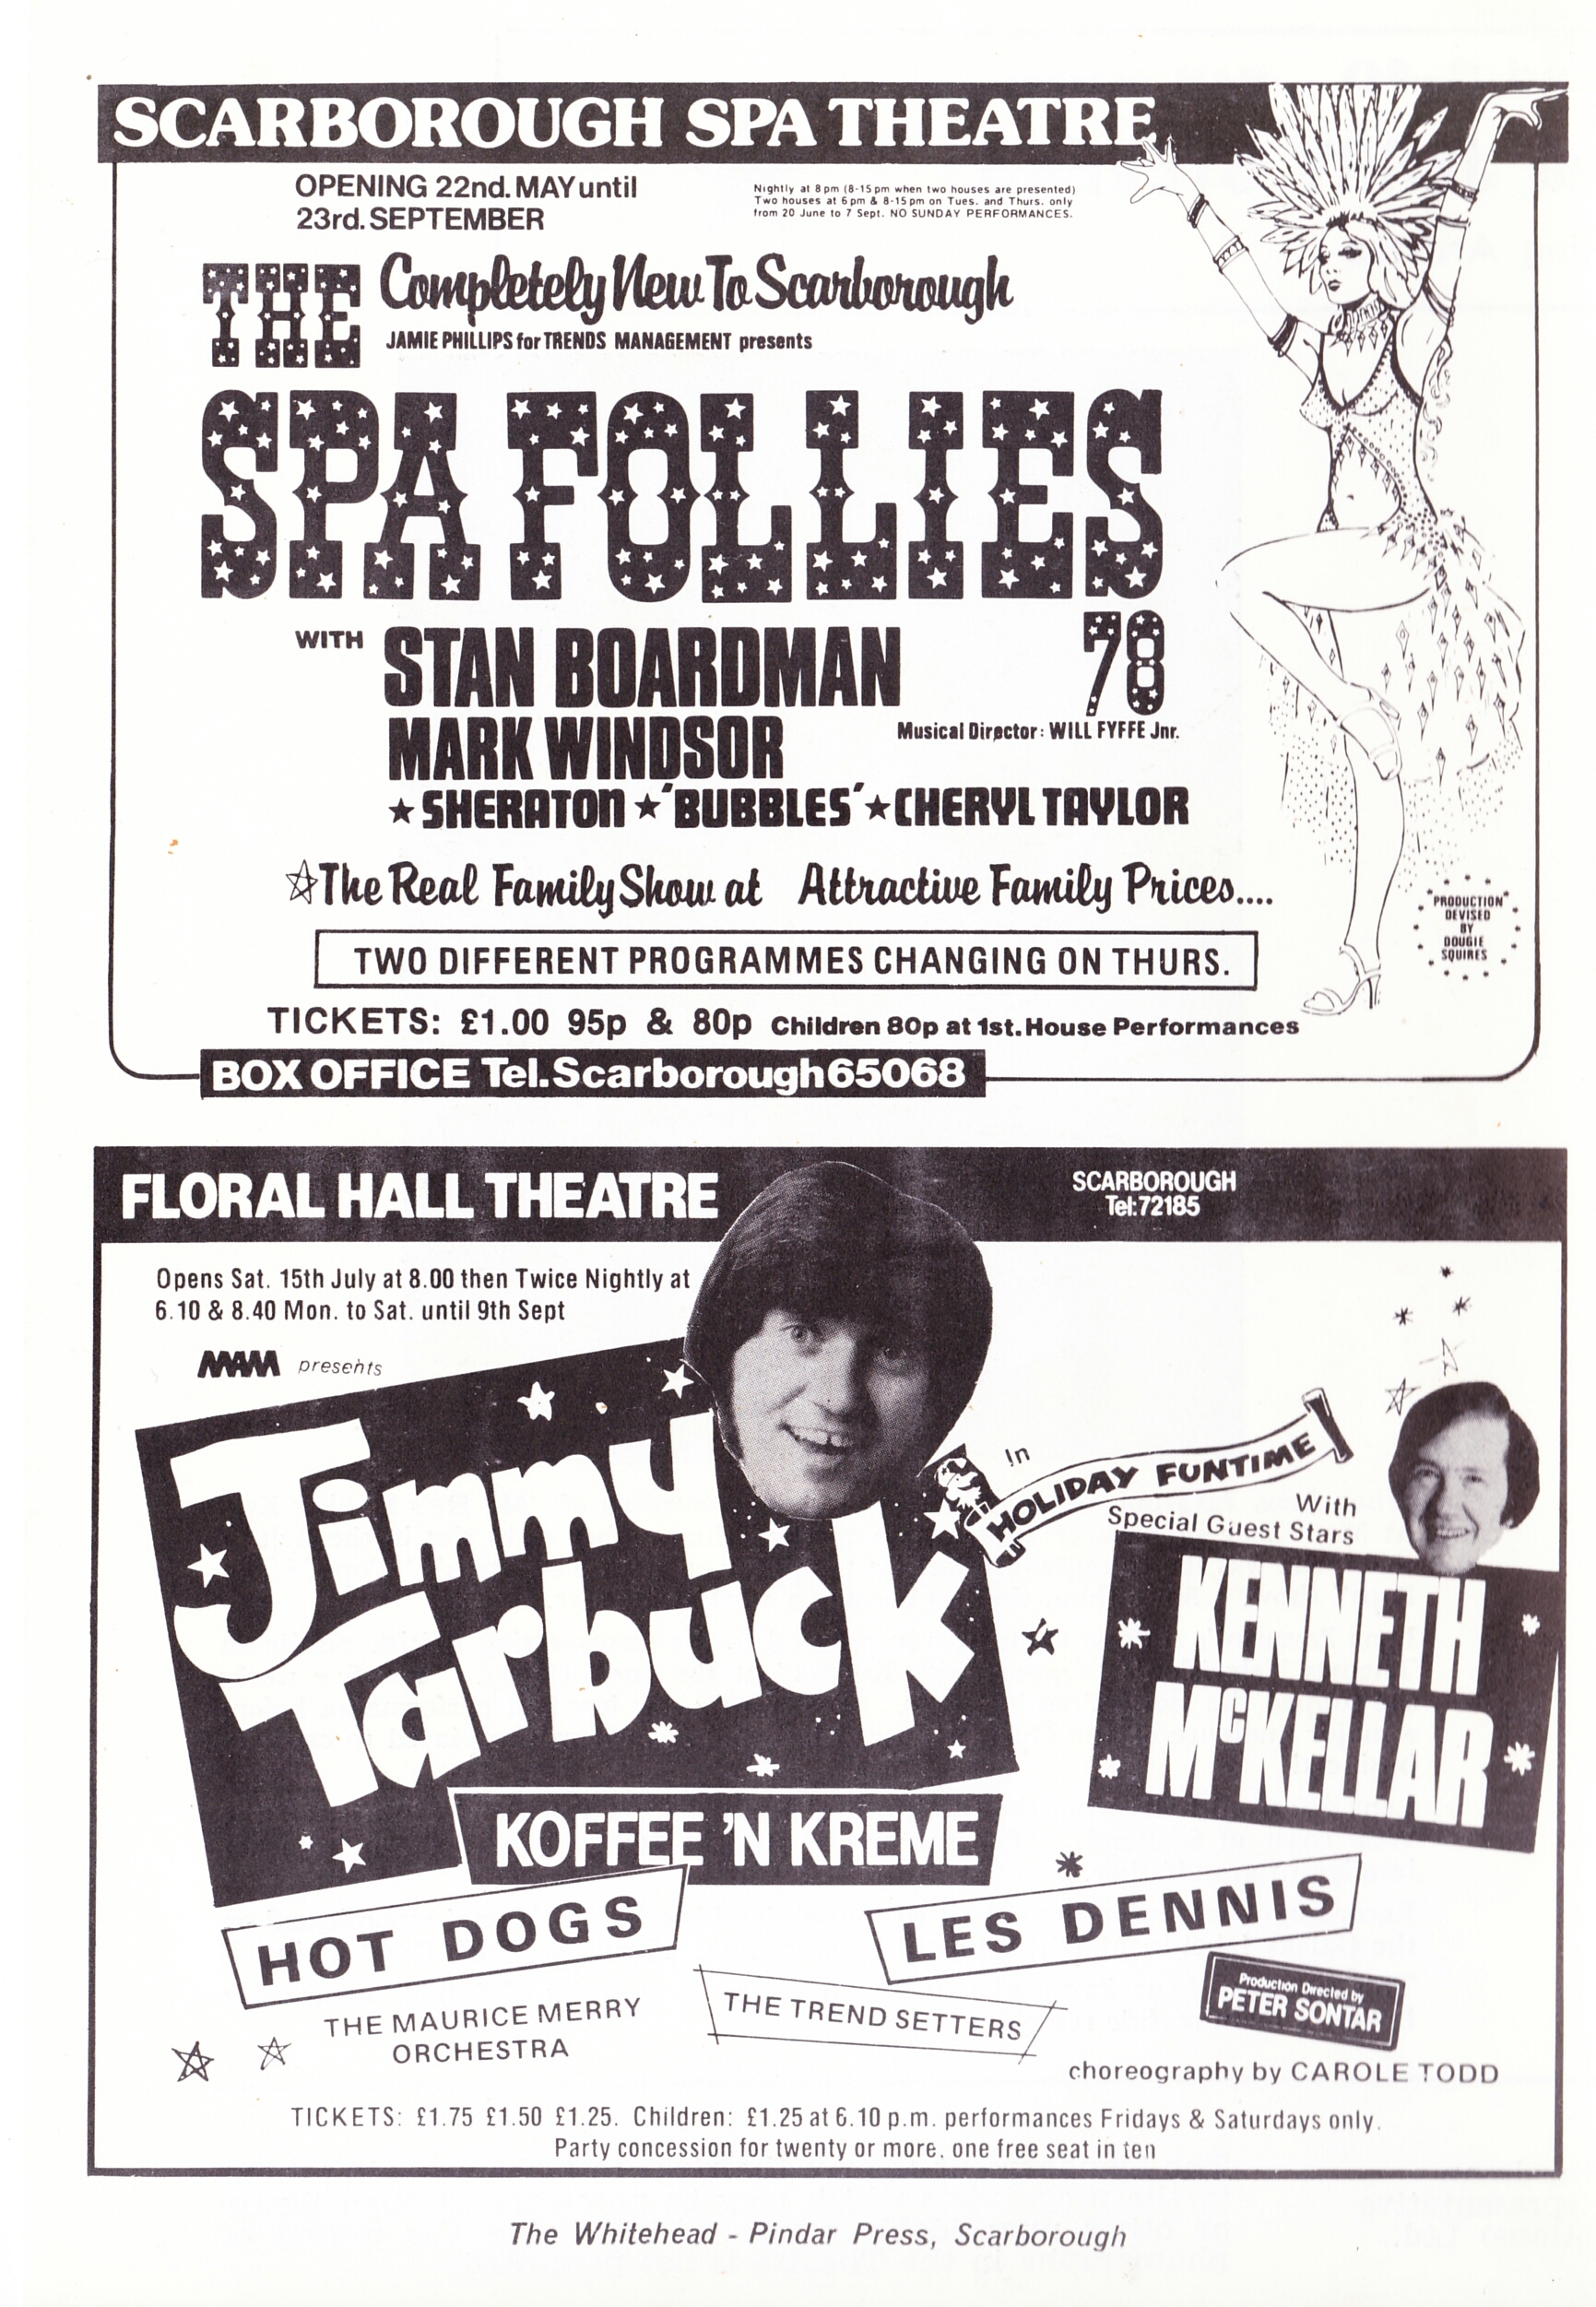 SCARBOROUGH SPA THEATRE
OPENING 22nd. MAY until
23rd. SEPTEMBER
Nightly at 8pm (8-15pm when two houses are presented)
Two houses at 6pm & 8-15pm on Tues. and Thurs. only
from 20 June to 7 Sept. NO SUNDAY PERFORMANCES.
THE
Completely New To Scarborough
JAMIE PHILLIPS for TRENDS MANAGEMENT presents
SPA FOLLIES
78
WITH STAN BOARDMAN
MARK WINDSOR
Musical Director: WILL FYFFE Jnr.
★ SHERATON ★ 'BUBBLES' ★ CHERYL TAYLOR
☆ The Real Family Show at Attractive Family Prices....
PRODUCTION
DEVISED
BY
DOUGIE
SQUIRES
TWO DIFFERENT PROGRAMMES CHANGING ON THURS.
TICKETS: £1.00 95p & 80p Children 80p at 1st. House Performances
BOX OFFICE Tel. Scarborough 65068
FLORAL HALL THEATRE
SCARBOROUGH
Tel: 72185
Opens Sat. 15th July at 8.00 then Twice Nightly at
6.10 & 8.40 Mon. to Sat. until 9th Sept
MAM presents
Jimmy
Tarbuck
In
HOLIDAY FUNTIME
With
Special Guest Stars
KENNETH
McKELLAR
KOFFEE 'N KREME
HOT DOGS
LES DENNIS
THE MAURICE MERRY
ORCHESTRA
THE TREND SETTERS
Production Directed by
PETER SONTAR
choreography by CAROLE TODD
TICKETS: £1.75 £1.50 £1.25. Children: £1.25 at 6.10 p.m. performances Fridays & Saturdays only.
Party concession for twenty or more. one free seat in ten
The Whitehead - Pindar Press, Scarborough